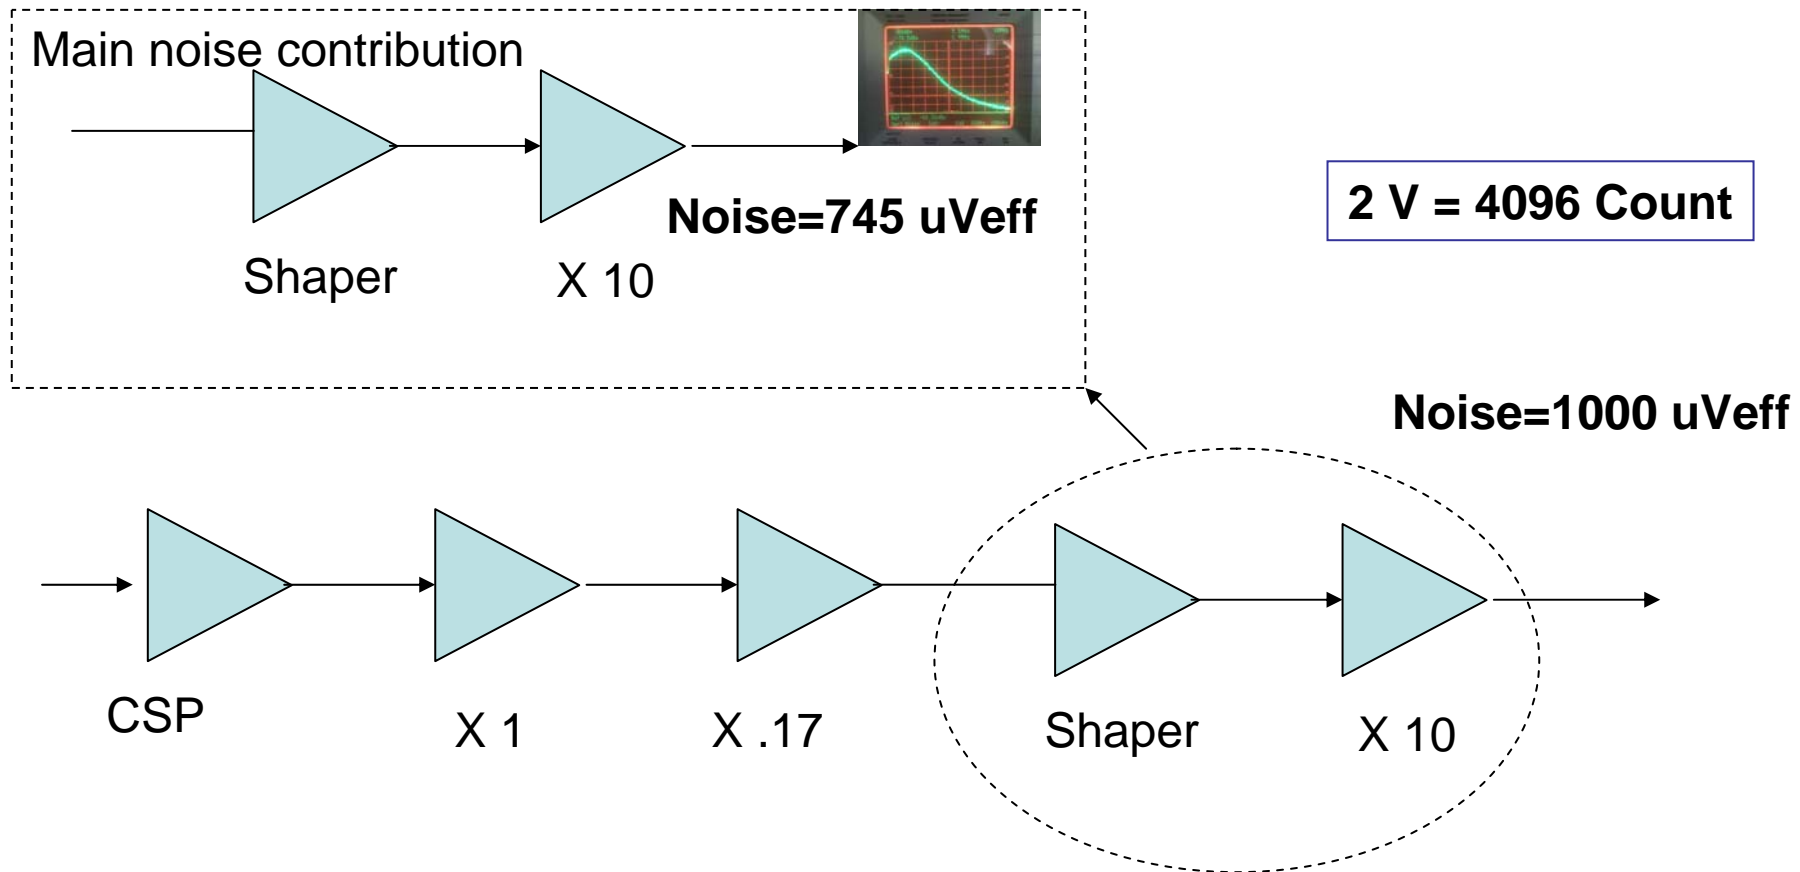 Main noise contribution
Noise=745 uVeff
Shaper
X 10
2 V = 4096 Count
Noise=1000 uVeff
CSP
X 1
X .17
Shaper
X 10